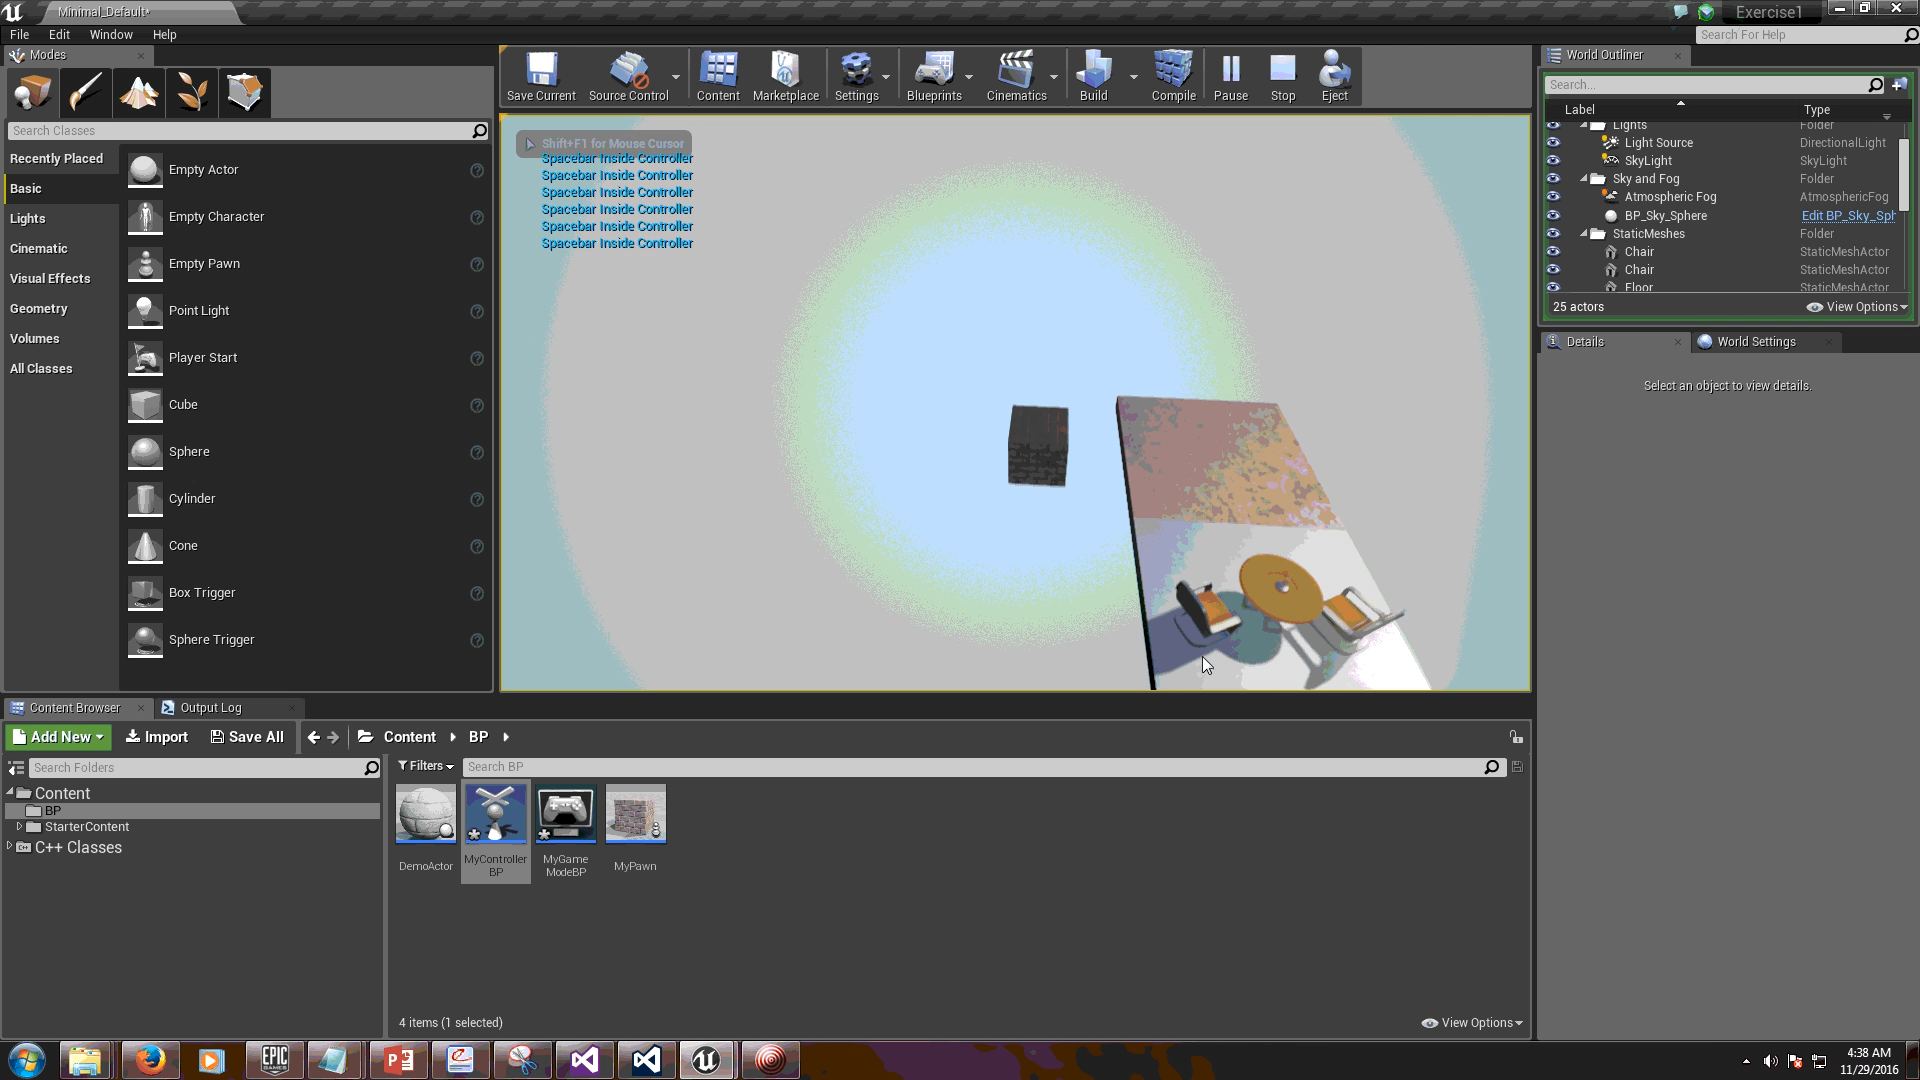 Minimal_Default*
Exercise1
File Edit Window Help
Search For Help
Modes
Search Classes
Recently Placed
Basic
Lights
Cinematic
Visual Effects
Geometry
Volumes
All Classes
Empty Actor
Empty Character
Empty Pawn
Point Light
Player Start
Cube
Sphere
Cylinder
Cone
Box Trigger
Sphere Trigger
Save Current Source Control Content Marketplace Settings Blueprints Cinematics Build Compile Pause Stop Eject
Shift+F1 for Mouse Cursor
Spacebar Inside Controller
Spacebar Inside Controller
Spacebar Inside Controller
Spacebar Inside Controller
Spacebar Inside Controller
Spacebar Inside Controller
World Outliner
Search...
Label Type
Lights Folder
Light Source DirectionalLight
SkyLight SkyLight
Sky and Fog Folder
Atmospheric Fog AtmosphericFog
BP_Sky_Sphere Edit BP_Sky_Sph
StaticMeshes Folder
Chair StaticMeshActor
Chair StaticMeshActor
Floor StaticMeshActor
25 actors View Options
Details World Settings
Select an object to view details.
Content Browser Output Log
Add New Import Save All Content BP
Search Folders
Content
BP
StarterContent
C++ Classes
Filters Search BP
DemoActor
MyController
BP
MyGame
ModeBP
MyPawn
4 items (1 selected) View Options
EPIC
GAMES
4:38 AM
11/29/2016